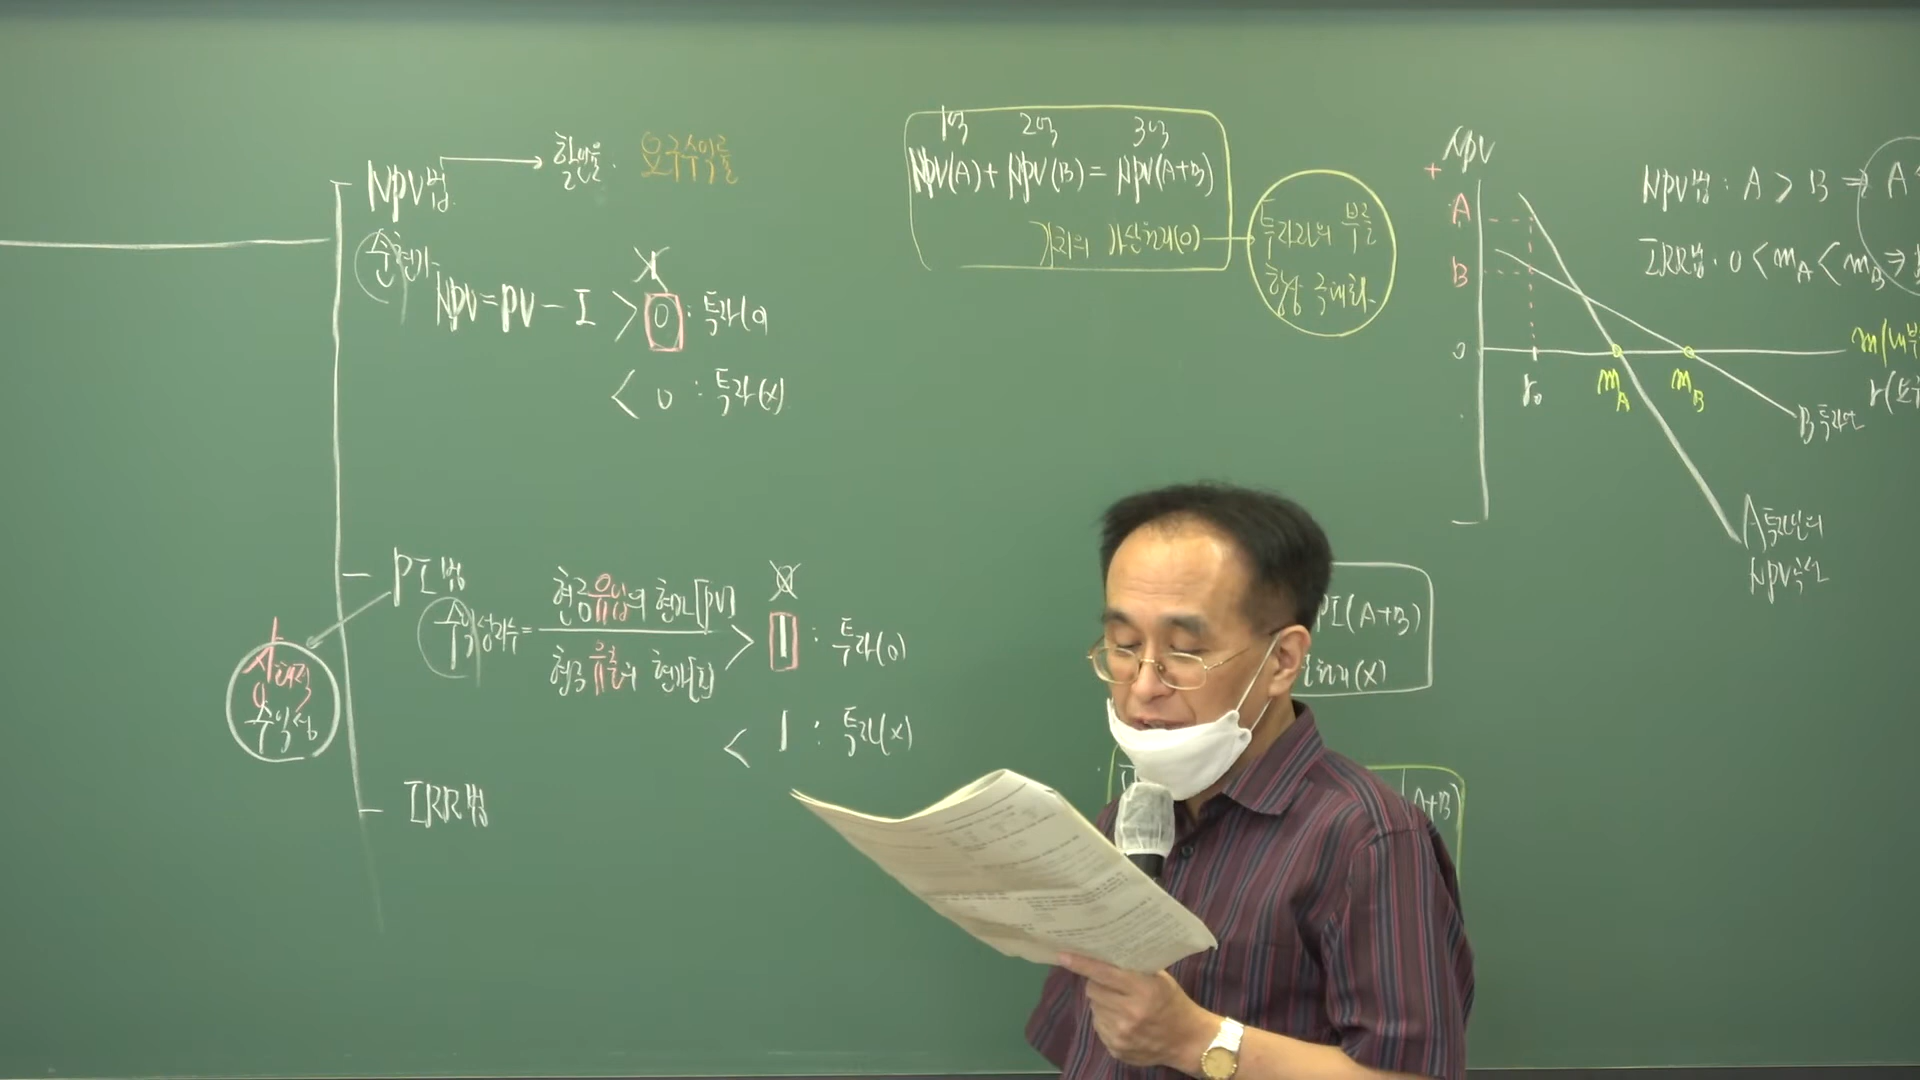 NPV법 → 할인율. 요구수익률
순현가
NPV=PV-I > 0 : 투자(o)
< 0 : 투자(x)
PI법
수익성지수 = 현금유입의 현가[PV]
현금유출의 현가[I]
> 1 : 투자(o)
< 1 : 투자(x)
상대적
수익성
IRR법
1억 2억 3억
NPV(A)+NPV(B)=NPV(A+B)
가치의 가산원리(o)
투자자의 부를
항상 극대화
PI(A+B)
원리(x)
(A+B)
NPV
+
A
B
0
r₀
m_A
m_B
B투자안
A투자안의
NPV곡선
NPV법 : A > B ⇒ A
IRR법. 0 < m_A < m_B ⇒
m(내부
r(요구